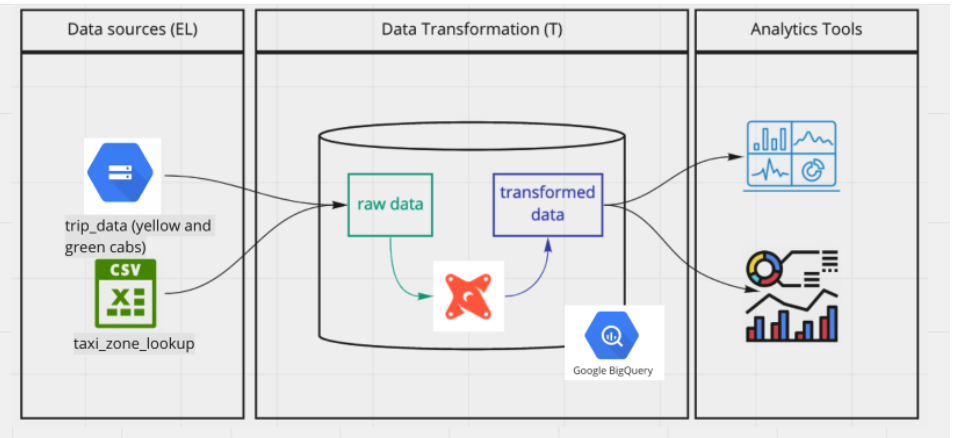 Data sources (EL)
Data Transformation (T)
Analytics Tools
trip_data (yellow and
green cabs)
CSV
X
taxi_zone_lookup
raw data
transformed
data
Google BigQuery